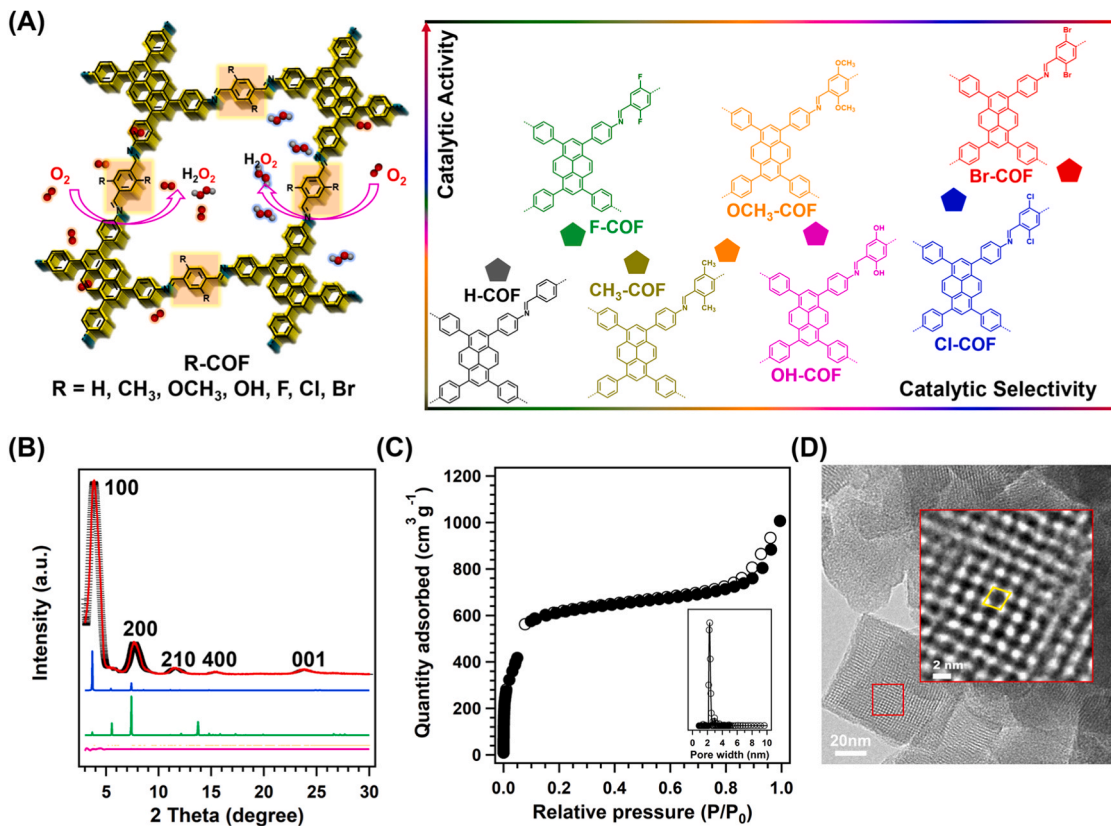 (A)
R
R
R
R
R
R
R
R
N
N
N
N
N
N
N
N
O₂
H₂O₂
H₂O₂
O₂
R-COF
R = H, CH₃, OCH₃, OH, F, Cl, Br
Catalytic Activity
Catalytic Selectivity
F
F
N
F-COF
OCH₃
OCH₃
N
OCH₃-COF
Br
Br
N
Br-COF
N
H-COF
CH₃
CH₃
N
CH₃-COF
OH
OH
N
OH-COF
Cl
Cl
N
Cl-COF
(B)
Intensity (a.u.)
100
200
210
400
001
5
10
15
20
25
30
2 Theta (degree)
(C)
Quantity adsorbed (cm³ g⁻¹)
1200
1000
800
600
400
200
0
0.0
0.2
0.4
0.6
0.8
1.0
Relative pressure (P/P₀)
0
2
4
6
8
10
Pore width (nm)
(D)
2 nm
20nm